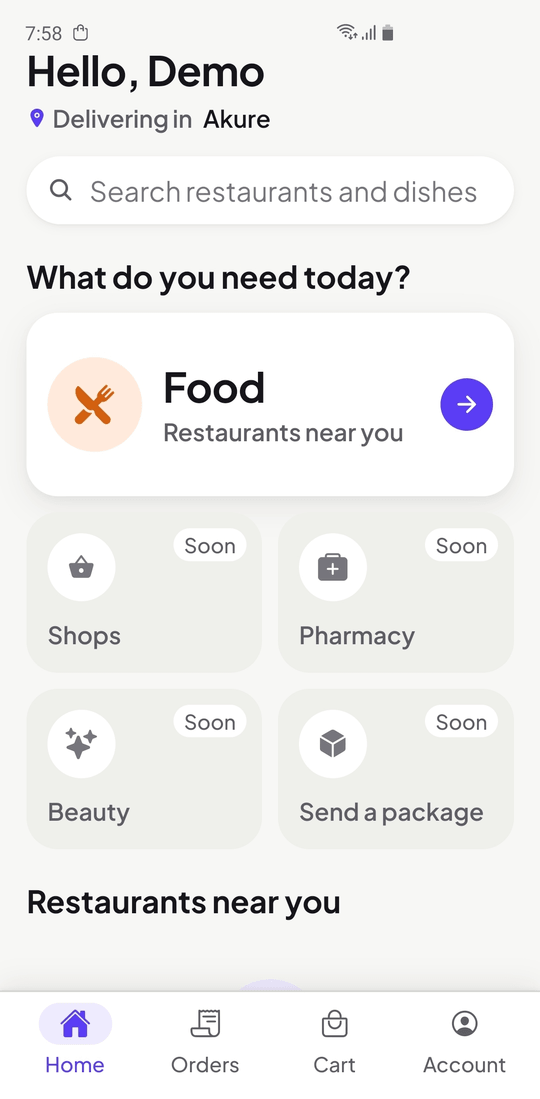 7:58
Hello, Demo
Delivering in Akure
Search restaurants and dishes
What do you need today?
Food
Restaurants near you
Soon
Soon
Shops
Pharmacy
Soon
Soon
Beauty
Send a package
Restaurants near you
Home
Orders
Cart
Account